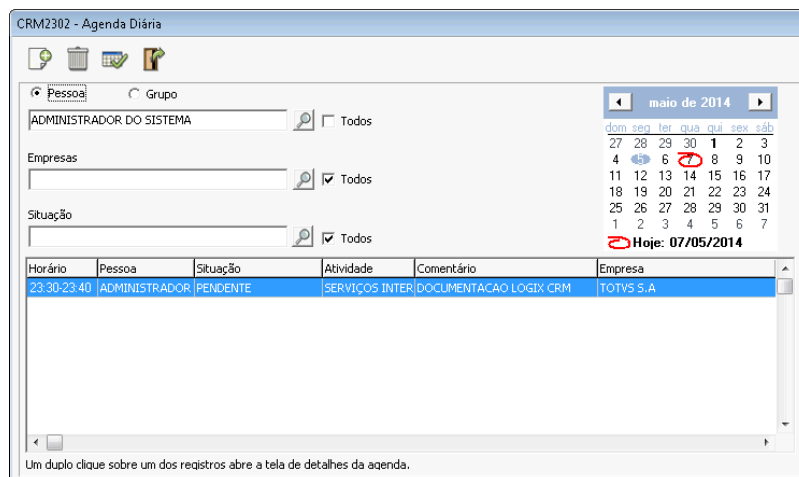 CRM2302 - Agenda Diária
Pessoa Grupo
ADMINISTRADOR DO SISTEMA Todos
Empresas
Todos
Situação
Todos
maio de 2014
dom seg ter qua qui sex sáb
27 28 29 30 1 2 3
4 5 6 7 8 9 10
11 12 13 14 15 16 17
18 19 20 21 22 23 24
25 26 27 28 29 30 31
1 2 3 4 5 6 7
Hoje: 07/05/2014
Horário Pessoa Situação Atividade Comentário Empresa
23:30-23:40 ADMINISTRADOR PENDENTE SERVIÇOS INTER DOCUMENTACAO LOGIX CRM TOTVS S.A
Um duplo clique sobre um dos registros abre a tela de detalhes da agenda.